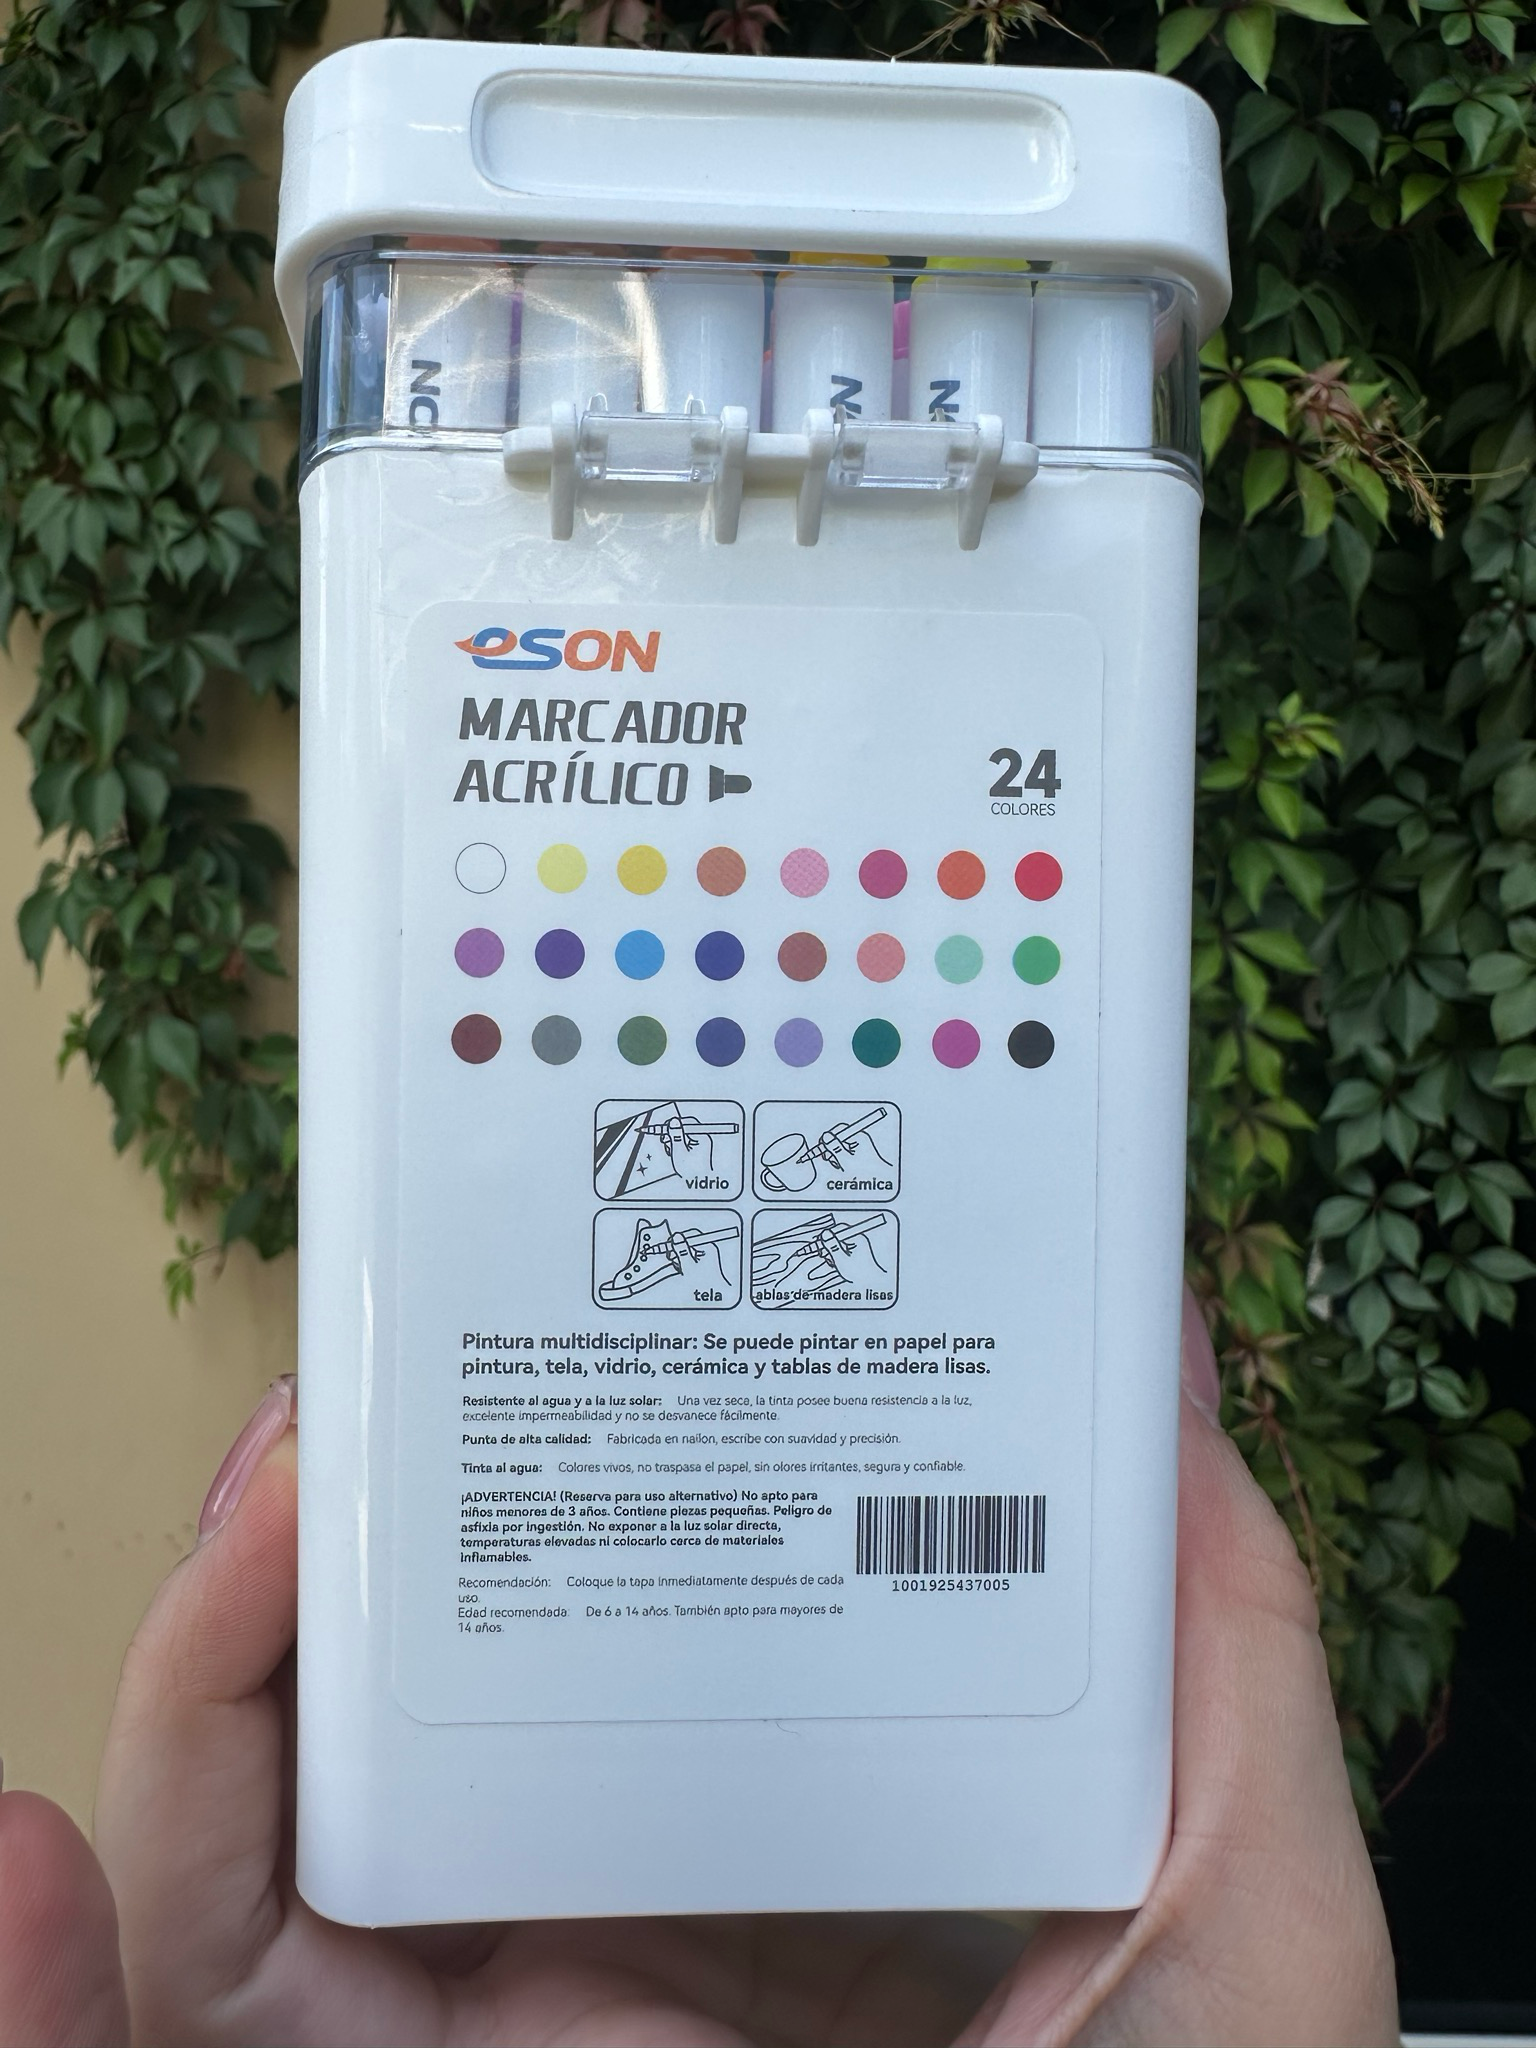 ON
N
N
eSON
MARCADOR
ACRÍLICO
24
COLORES
vidrio
cerámica
tela
ablas de madera lisas
Pintura multidisciplinar: Se puede pintar en papel para
pintura, tela, vidrio, cerámica y tablas de madera lisas.
Resistente al agua y a la luz solar: Una vez seca, la tinta posee buena resistencia a la luz,
excelente impermeabilidad y no se desvanece fácilmente.
Punta de alta calidad: Fabricada en nailon, escribe con suavidad y precisión.
Tinta al agua: Colores vivos, no traspasa el papel, sin olores irritantes, segura y confiable.
¡ADVERTENCIA! (Reserva para uso alternativo) No apto para
niños menores de 3 años. Contiene piezas pequeñas. Peligro de
asfixia por ingestión. No exponer a la luz solar directa,
temperaturas elevadas ni colocarlo cerca de materiales
inflamables.
1001925437005
Recomendación: Coloque la tapa inmediatamente después de cada
uso.
Edad recomendada: De 6 a 14 años. También apto para mayores de
14 años.